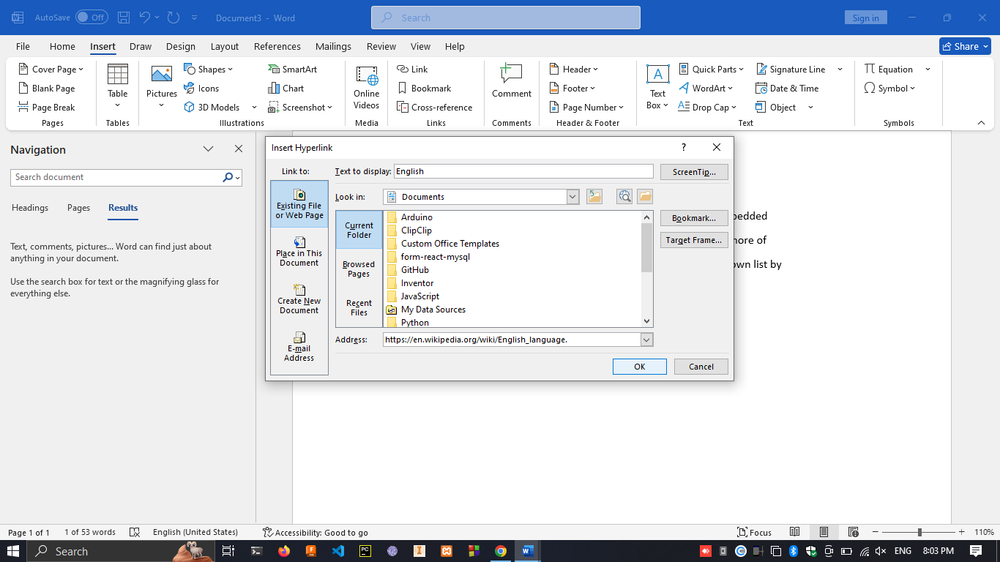 AutoSave Off Document3 - Word Search Sign in
File Home Insert Draw Design Layout References Mailings Review View Help Share
Cover Page
Blank Page
Page Break
Pages
Table
Tables
Pictures
Shapes
Icons
3D Models
SmartArt
Chart
Screenshot
Illustrations
Online
Videos
Media
Link
Bookmark
Cross-reference
Links
Comment
Comments
Header
Footer
Page Number
Header & Footer
Text
Box
Quick Parts
WordArt
Drop Cap
Signature Line
Date & Time
Object
Text
Equation
Symbol
Symbols
Navigation
Search document
Headings Pages Results
Text, comments, pictures... Word can find just about
anything in your document.
Use the search box for text or the magnifying glass for
everything else.
Insert Hyperlink ?
Link to:
Text to display: English
ScreenTip...
Existing File
or Web Page
Place in This
Document
Create New
Document
E-mail
Address
Look in: Documents
Current
Folder
Browsed
Pages
Recent
Files
Arduino
ClipClip
Custom Office Templates
form-react-mysql
GitHub
Inventor
JavaScript
My Data Sources
Python
Bookmark...
Target Frame...
Address: https://en.wikipedia.org/wiki/English_language.
OK Cancel
bedded
more of
own list by
Page 1 of 1 1 of 53 words English (United States) Accessibility: Good to go Focus 110%
Search ENG 8:03 PM